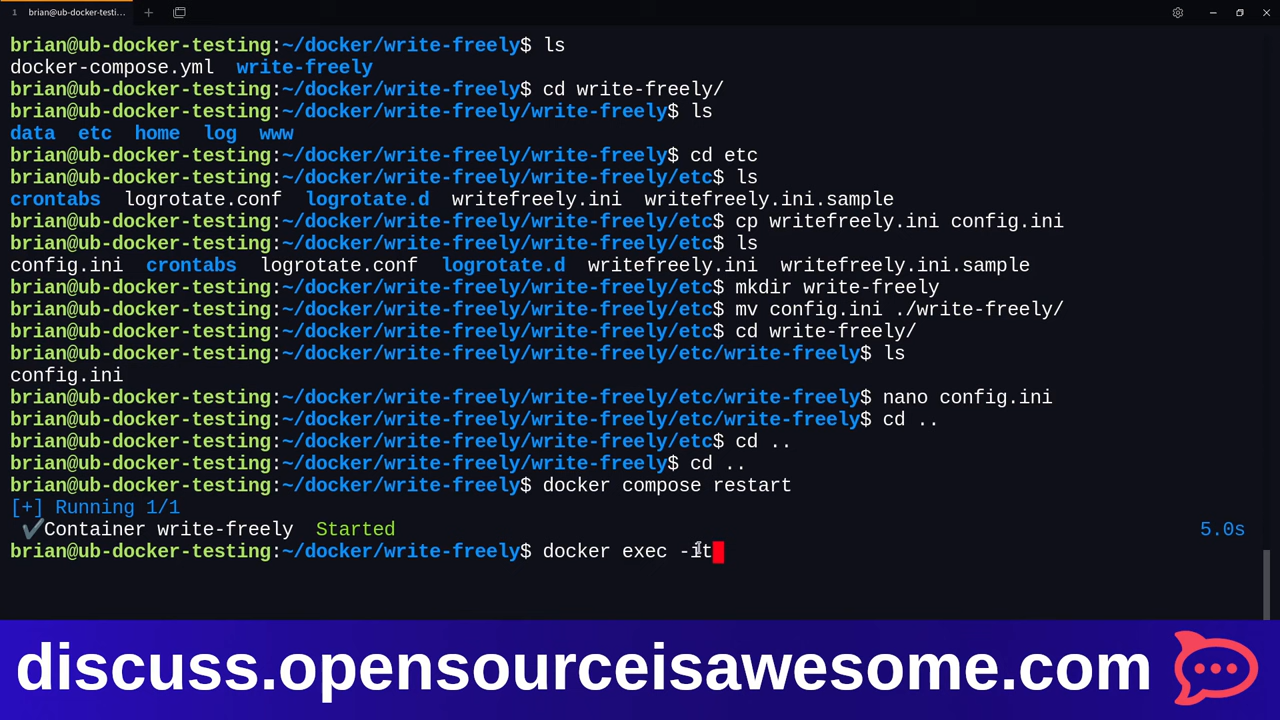 1 brian@ub-docker-testi...
brian@ub-docker-testing:~/docker/write-freely$ ls
docker-compose.yml  write-freely
brian@ub-docker-testing:~/docker/write-freely$ cd write-freely/
brian@ub-docker-testing:~/docker/write-freely/write-freely$ ls
data  etc  home  log  www
brian@ub-docker-testing:~/docker/write-freely/write-freely$ cd etc
brian@ub-docker-testing:~/docker/write-freely/write-freely/etc$ ls
crontabs  logrotate.conf  logrotate.d  writefreely.ini  writefreely.ini.sample
brian@ub-docker-testing:~/docker/write-freely/write-freely/etc$ cp writefreely.ini config.ini
brian@ub-docker-testing:~/docker/write-freely/write-freely/etc$ ls
config.ini  crontabs  logrotate.conf  logrotate.d  writefreely.ini  writefreely.ini.sample
brian@ub-docker-testing:~/docker/write-freely/write-freely/etc$ mkdir write-freely
brian@ub-docker-testing:~/docker/write-freely/write-freely/etc$ mv config.ini ./write-freely/
brian@ub-docker-testing:~/docker/write-freely/write-freely/etc$ cd write-freely/
brian@ub-docker-testing:~/docker/write-freely/write-freely/etc/write-freely$ ls
config.ini
brian@ub-docker-testing:~/docker/write-freely/write-freely/etc/write-freely$ nano config.ini
brian@ub-docker-testing:~/docker/write-freely/write-freely/etc/write-freely$ cd ..
brian@ub-docker-testing:~/docker/write-freely/write-freely/etc$ cd ..
brian@ub-docker-testing:~/docker/write-freely/write-freely$ cd ..
brian@ub-docker-testing:~/docker/write-freely$ docker compose restart
[+] Running 1/1
✔Container write-freely  Started 5.0s
brian@ub-docker-testing:~/docker/write-freely$ docker exec -it
discuss.opensourceisawesome.com